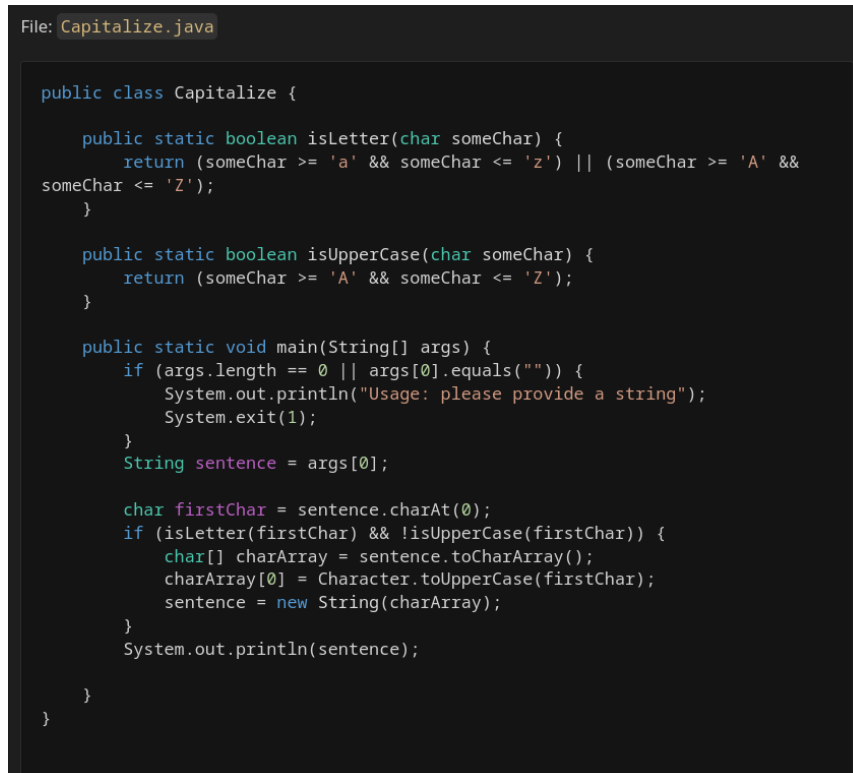 File: Capitalize.java
public class Capitalize {
    public static boolean isLetter(char someChar) {
        return (someChar >= 'a' && someChar <= 'z') || (someChar >= 'A' &&
someChar <= 'Z');
    }
    public static boolean isUpperCase(char someChar) {
        return (someChar >= 'A' && someChar <= 'Z');
    }
    public static void main(String[] args) {
        if (args.length == 0 || args[0].equals("")) {
            System.out.println("Usage: please provide a string");
            System.exit(1);
        }
        String sentence = args[0];
        char firstChar = sentence.charAt(0);
        if (isLetter(firstChar) && !isUpperCase(firstChar)) {
            char[] charArray = sentence.toCharArray();
            charArray[0] = Character.toUpperCase(firstChar);
            sentence = new String(charArray);
        }
        System.out.println(sentence);
    }
}